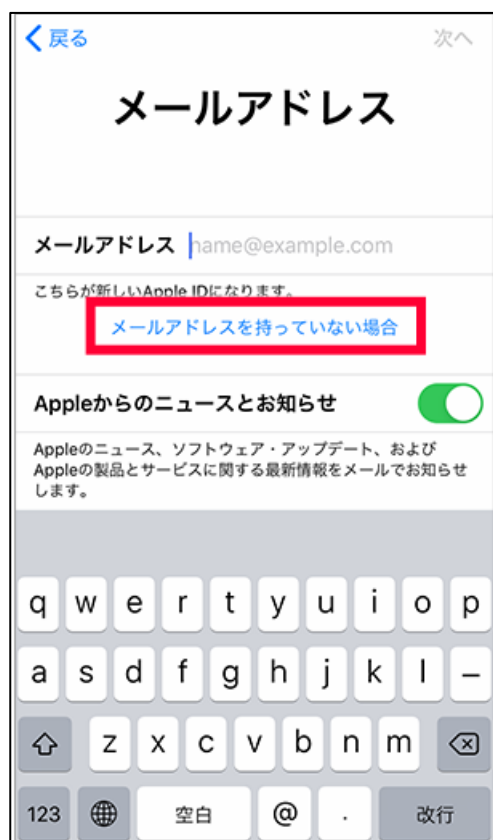 戻る 次へ
メールアドレス
メールアドレス name@example.com
こちらが新しいApple IDになります。
メールアドレスを持っていない場合
Appleからのニュースとお知らせ
Appleのニュース、ソフトウェア・アップデート、および
Appleの製品とサービスに関する最新情報をメールでお知らせ
します。
q w e r t y u i o p
a s d f g h j k l –
z x c v b n m
123 空白 @ . 改行